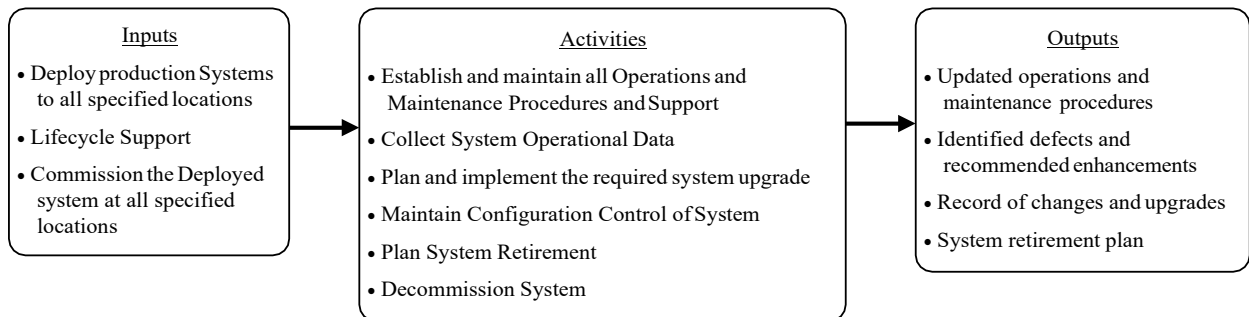 Inputs
• Deploy production Systems
to all specified locations
• Lifecycle Support
• Commission the Deployed
system at all specified
locations
Activities
• Establish and maintain all Operations and
Maintenance Procedures and Support
• Collect System Operational Data
• Plan and implement the required system upgrade
• Maintain Configuration Control of System
• Plan System Retirement
• Decommission System
Outputs
• Updated operations and
maintenance procedures
• Identified defects and
recommended enhancements
• Record of changes and upgrades
• System retirement plan